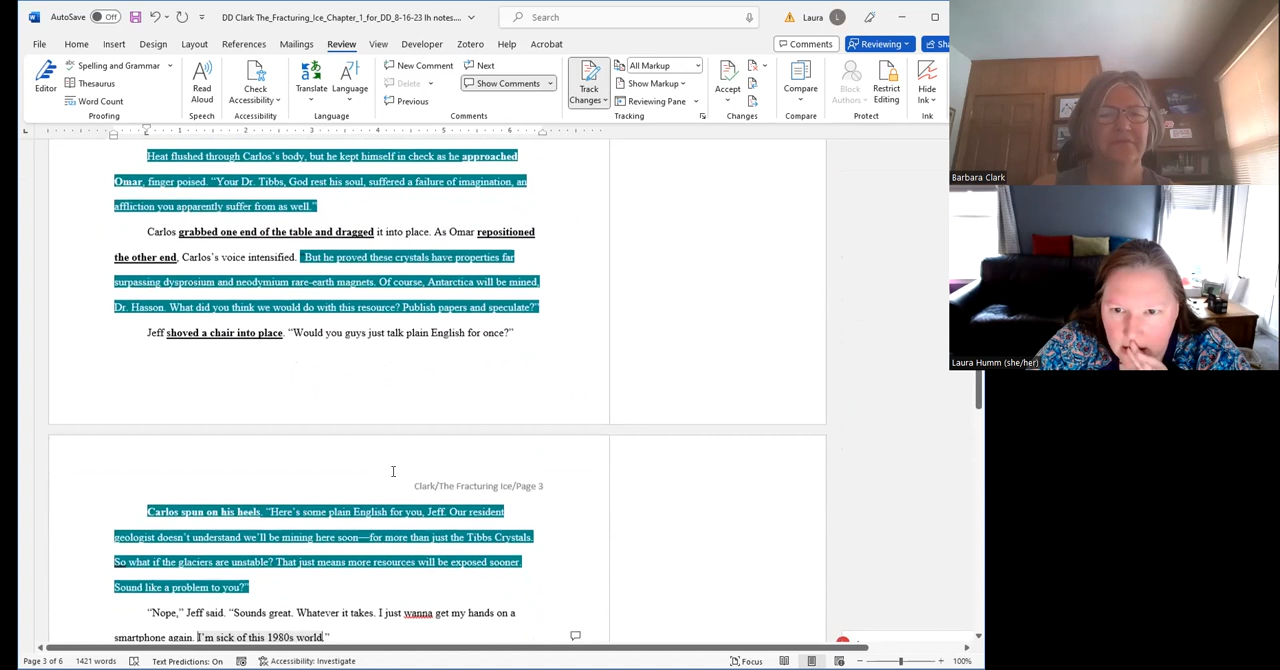 AutoSave Off
DD Clark The_Fracturing_Ice_Chapter_1_for_DD_8-16-23 lh notes....
Search
Laura L
File Home Insert Design Layout References Mailings Review View Developer Zotero Help Acrobat
Comments Reviewing Sha
Editor
Spelling and Grammar
Thesaurus
Word Count
Proofing
Read Aloud
Speech
Check Accessibility
Accessibility
Translate
Language
Language
New Comment
Delete
Previous
Next
Show Comments
Comments
Track Changes
All Markup
Show Markup
Reviewing Pane
Tracking
Accept
Changes
Compare
Compare
Block Authors
Restrict Editing
Protect
Hide Ink
Ink
1 2 3 4 5 6
Heat flushed through Carlos’s body, but he kept himself in check as he approached
Omar, finger poised. “Your Dr. Tibbs, God rest his soul, suffered a failure of imagination, an
affliction you apparently suffer from as well.”
Carlos grabbed one end of the table and dragged it into place. As Omar repositioned
the other end, Carlos’s voice intensified. But he proved these crystals have properties far
surpassing dysprosium and neodymium rare-earth magnets. Of course, Antarctica will be mined,
Dr. Hasson. What did you think we would do with this resource? Publish papers and speculate?”
Jeff shoved a chair into place. “Would you guys just talk plain English for once?”
Clark/The Fracturing Ice/Page 3
Carlos spun on his heels. “Here’s some plain English for you, Jeff. Our resident
geologist doesn’t understand we’ll be mining here soon—for more than just the Tibbs Crystals.
So what if the glaciers are unstable? That just means more resources will be exposed sooner.
Sound like a problem to you?”
“Nope,” Jeff said. “Sounds great. Whatever it takes. I just wanna get my hands on a
smartphone again. I’m sick of this 1980s world.”
Page 3 of 6 1421 words Text Predictions: On Accessibility: Investigate Focus 100%
Barbara Clark
Laura Humm (she/her)